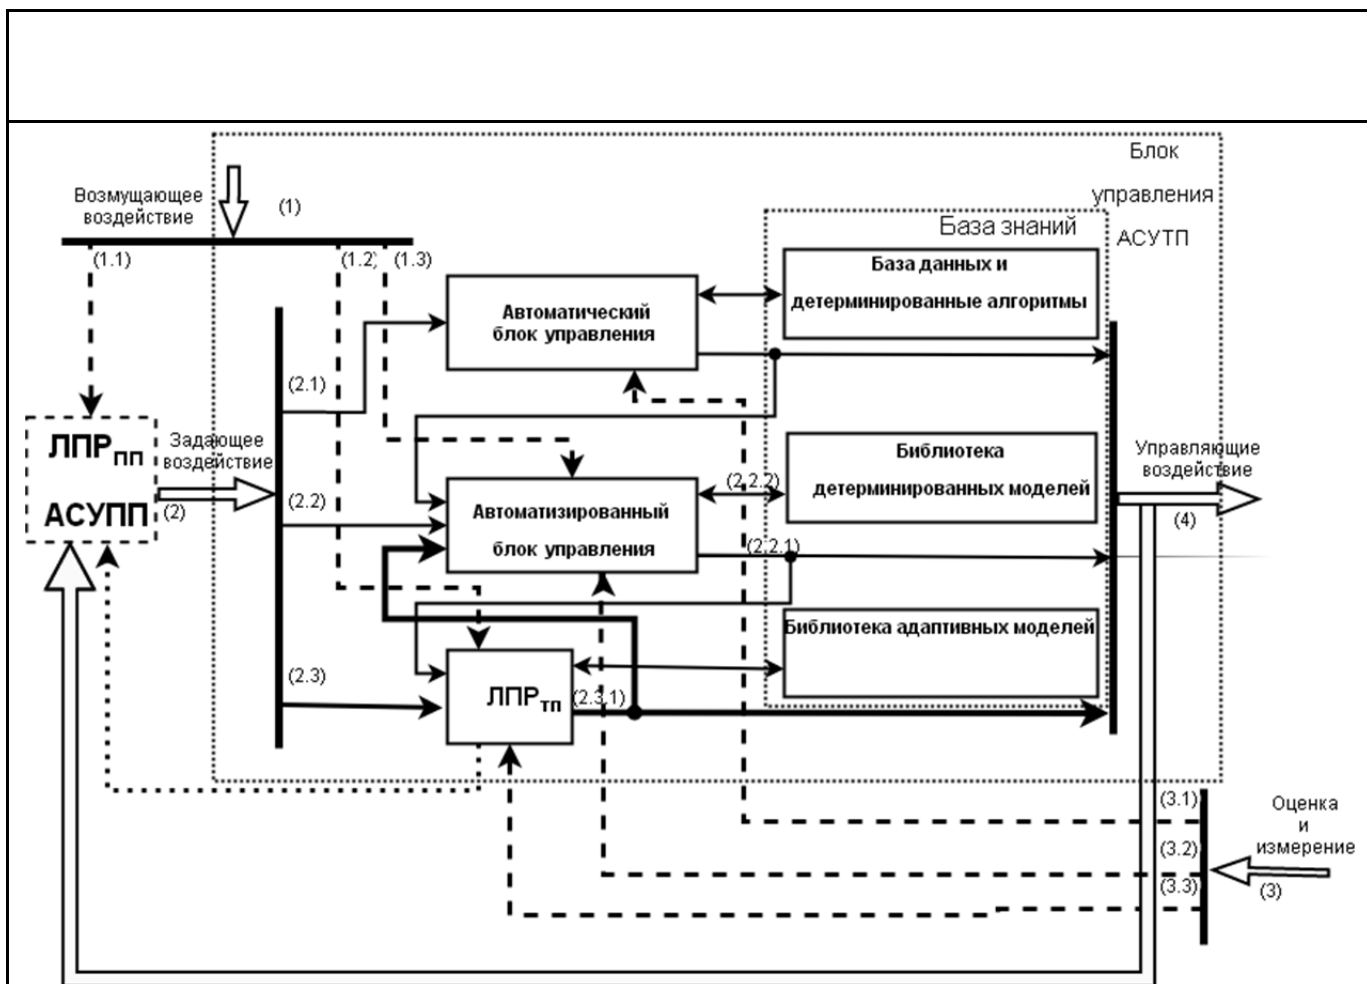 Блок
управления
АСУТП
Возмущающее
воздействие
(1)
(1.1)
(1.2)
(1.3)
База знаний
База данных и
детерминированные алгоритмы
Автоматический
блок управления
(2.1)
ЛПРпп
АСУПП
Задающее
воздействие
(2)
(2.2)
Автоматизированный
блок управления
(2.2.2)
(2.2.1)
Библиотека
детерминированных моделей
Управляющие
воздействие
(4)
Библиотека адаптивных моделей
(2.3)
ЛПРтп
(2.3.1)
(3.1)
(3.2)
(3.3)
Оценка
и
измерение
(3)